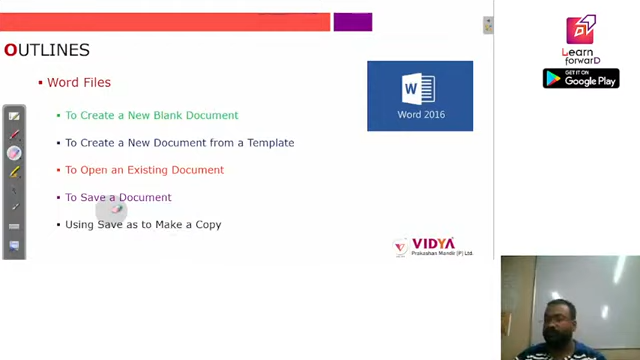 OUTLINES
Word Files
To Create a New Blank Document
To Create a New Document from a Template
To Open an Existing Document
To Save a Document
Using Save as to Make a Copy
W
Word 2016
VIDYA
Prakashan Mandir (P) Ltd.
Learn
forwarD
GET IT ON
Google Play